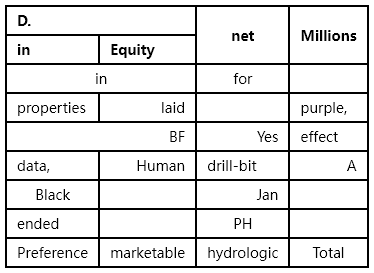 D. net Millions
in Equity
in for
properties laid purple,
BF Yes effect
data, Human drill-bit A
Black Jan
ended PH
Preference marketable hydrologic Total